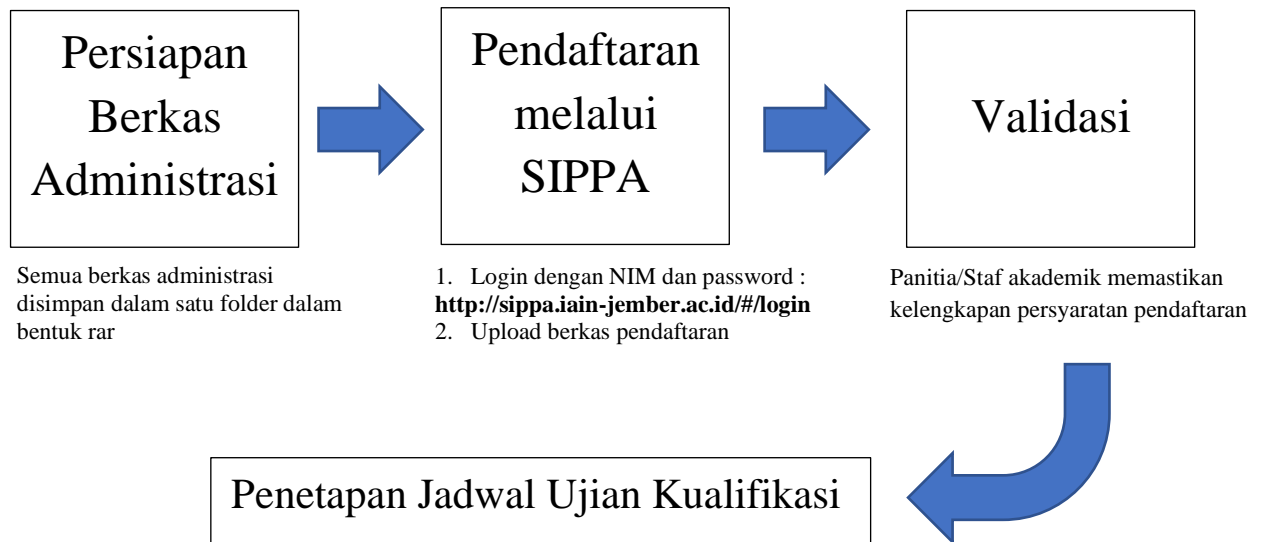 Persiapan
Berkas
Administrasi
Semua berkas administrasi
disimpan dalam satu folder dalam
bentuk rar
Pendaftaran
melalui
SIPPA
1. Login dengan NIM dan password :
http://sippa.iain-jember.ac.id/#/login
2. Upload berkas pendaftaran
Validasi
Panitia/Staf akademik memastikan
kelengkapan persyaratan pendaftaran
Penetapan Jadwal Ujian Kualifikasi